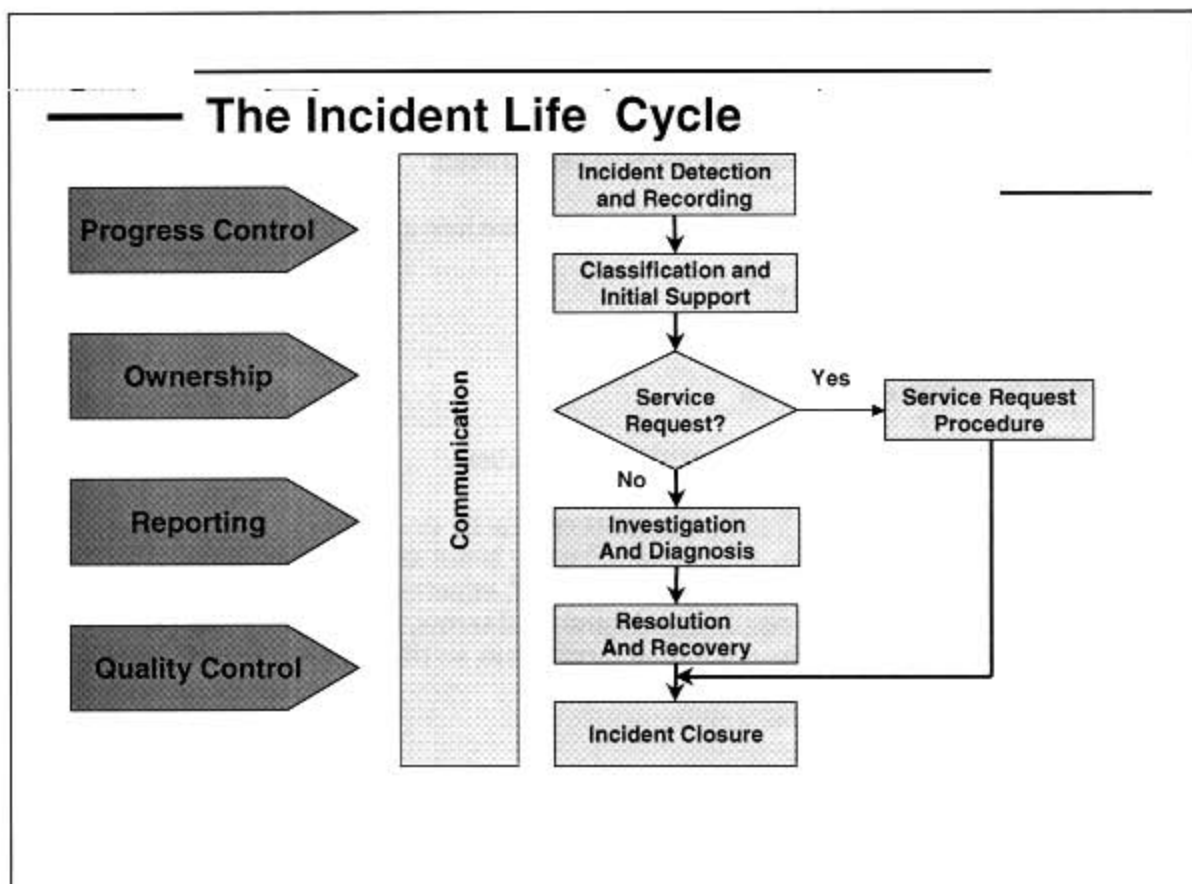 The Incident Life Cycle
Progress Control
Ownership
Reporting
Quality Control
Communication
Incident Detection
and Recording
Classification and
Initial Support
Service
Request?
Yes
Service Request
Procedure
No
Investigation
And Diagnosis
Resolution
And Recovery
Incident Closure